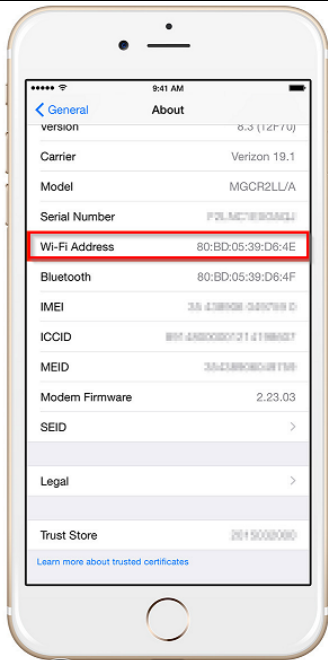 9:41 AM
General
About
Version 8.3 (12F70)
Carrier Verizon 19.1
Model MGCR2LL/A
Serial Number
Wi-Fi Address 80:BD:05:39:D6:4E
Bluetooth 80:BD:05:39:D6:4F
IMEI
ICCID
MEID
Modem Firmware 2.23.03
SEID
Legal
Trust Store
Learn more about trusted certificates